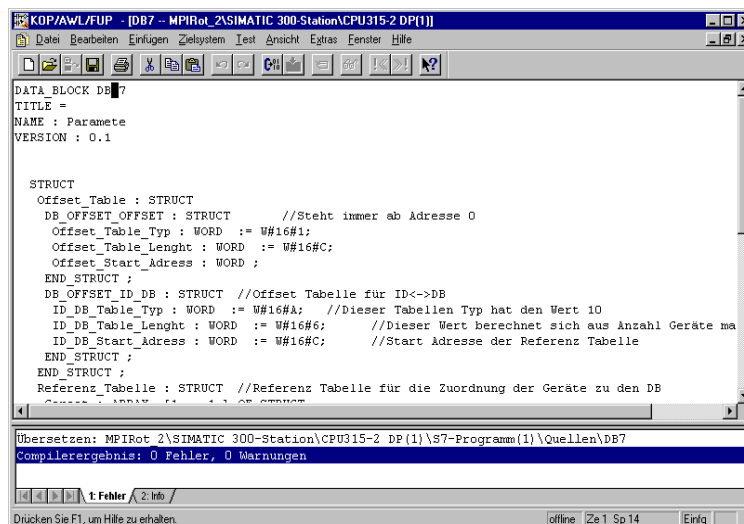 KOP/AWL/FUP - [DB7 -- MPIRot_2\SIMATIC 300-Station\CPU315-2 DP(1)]
Datei Bearbeiten Einfügen Zielsystem Test Ansicht Extras Fenster Hilfe
DATA_BLOCK DB 7
TITLE =
NAME : Paramete
VERSION : 0.1
STRUCT
Offset_Table : STRUCT
DB_OFFSET_OFFSET : STRUCT //Steht immer ab Adresse 0
Offset_Table_Typ : WORD := W#16#1;
Offset_Table_Lenght : WORD := W#16#C;
Offset_Start_Adress : WORD ;
END_STRUCT ;
DB_OFFSET_ID_DB : STRUCT //Offset Tabelle für ID<->DB
ID_DB_Table_Typ : WORD := W#16#A; //Dieser Tabellen Typ hat den Wert 10
ID_DB_Table_Lenght : WORD := W#16#6; //Dieser Wert berechnet sich aus Anzahl Geräte ma
ID_DB_Start_Adress : WORD := W#16#C; //Start Adresse der Referenz Tabelle
END_STRUCT ;
END_STRUCT ;
Referenz_Tabelle : STRUCT //Referenz Tabelle für die Zuordnung der Geräte zu den DB
Übersetzen: MPIRot_2\SIMATIC 300-Station\CPU315-2 DP(1)\S7-Programm(1)\Quellen\DB7
Compilerergebnis: 0 Fehler, 0 Warnungen
1: Fehler 2: Info
Drücken Sie F1, um Hilfe zu erhalten. offline Ze 1 Sp 14 Einfg